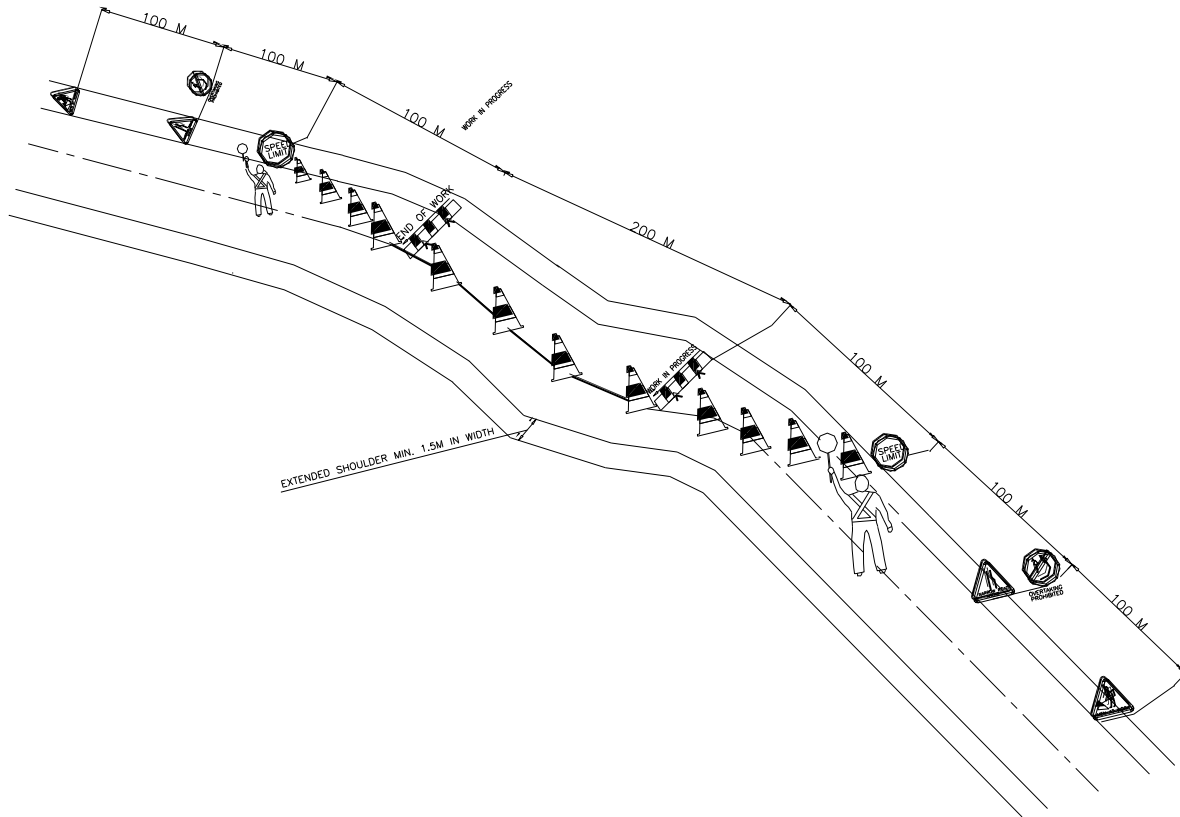 100 M
100 M
100 M
WORK IN PROGRESS
SPEED
LIMIT
END OF WORK
200 M
WORK IN PROGRESS
100 M
EXTENDED SHOULDER MIN. 1.5M IN WIDTH
SPEED
LIMIT
100 M
OVERTAKING
PROHIBITED
100 M